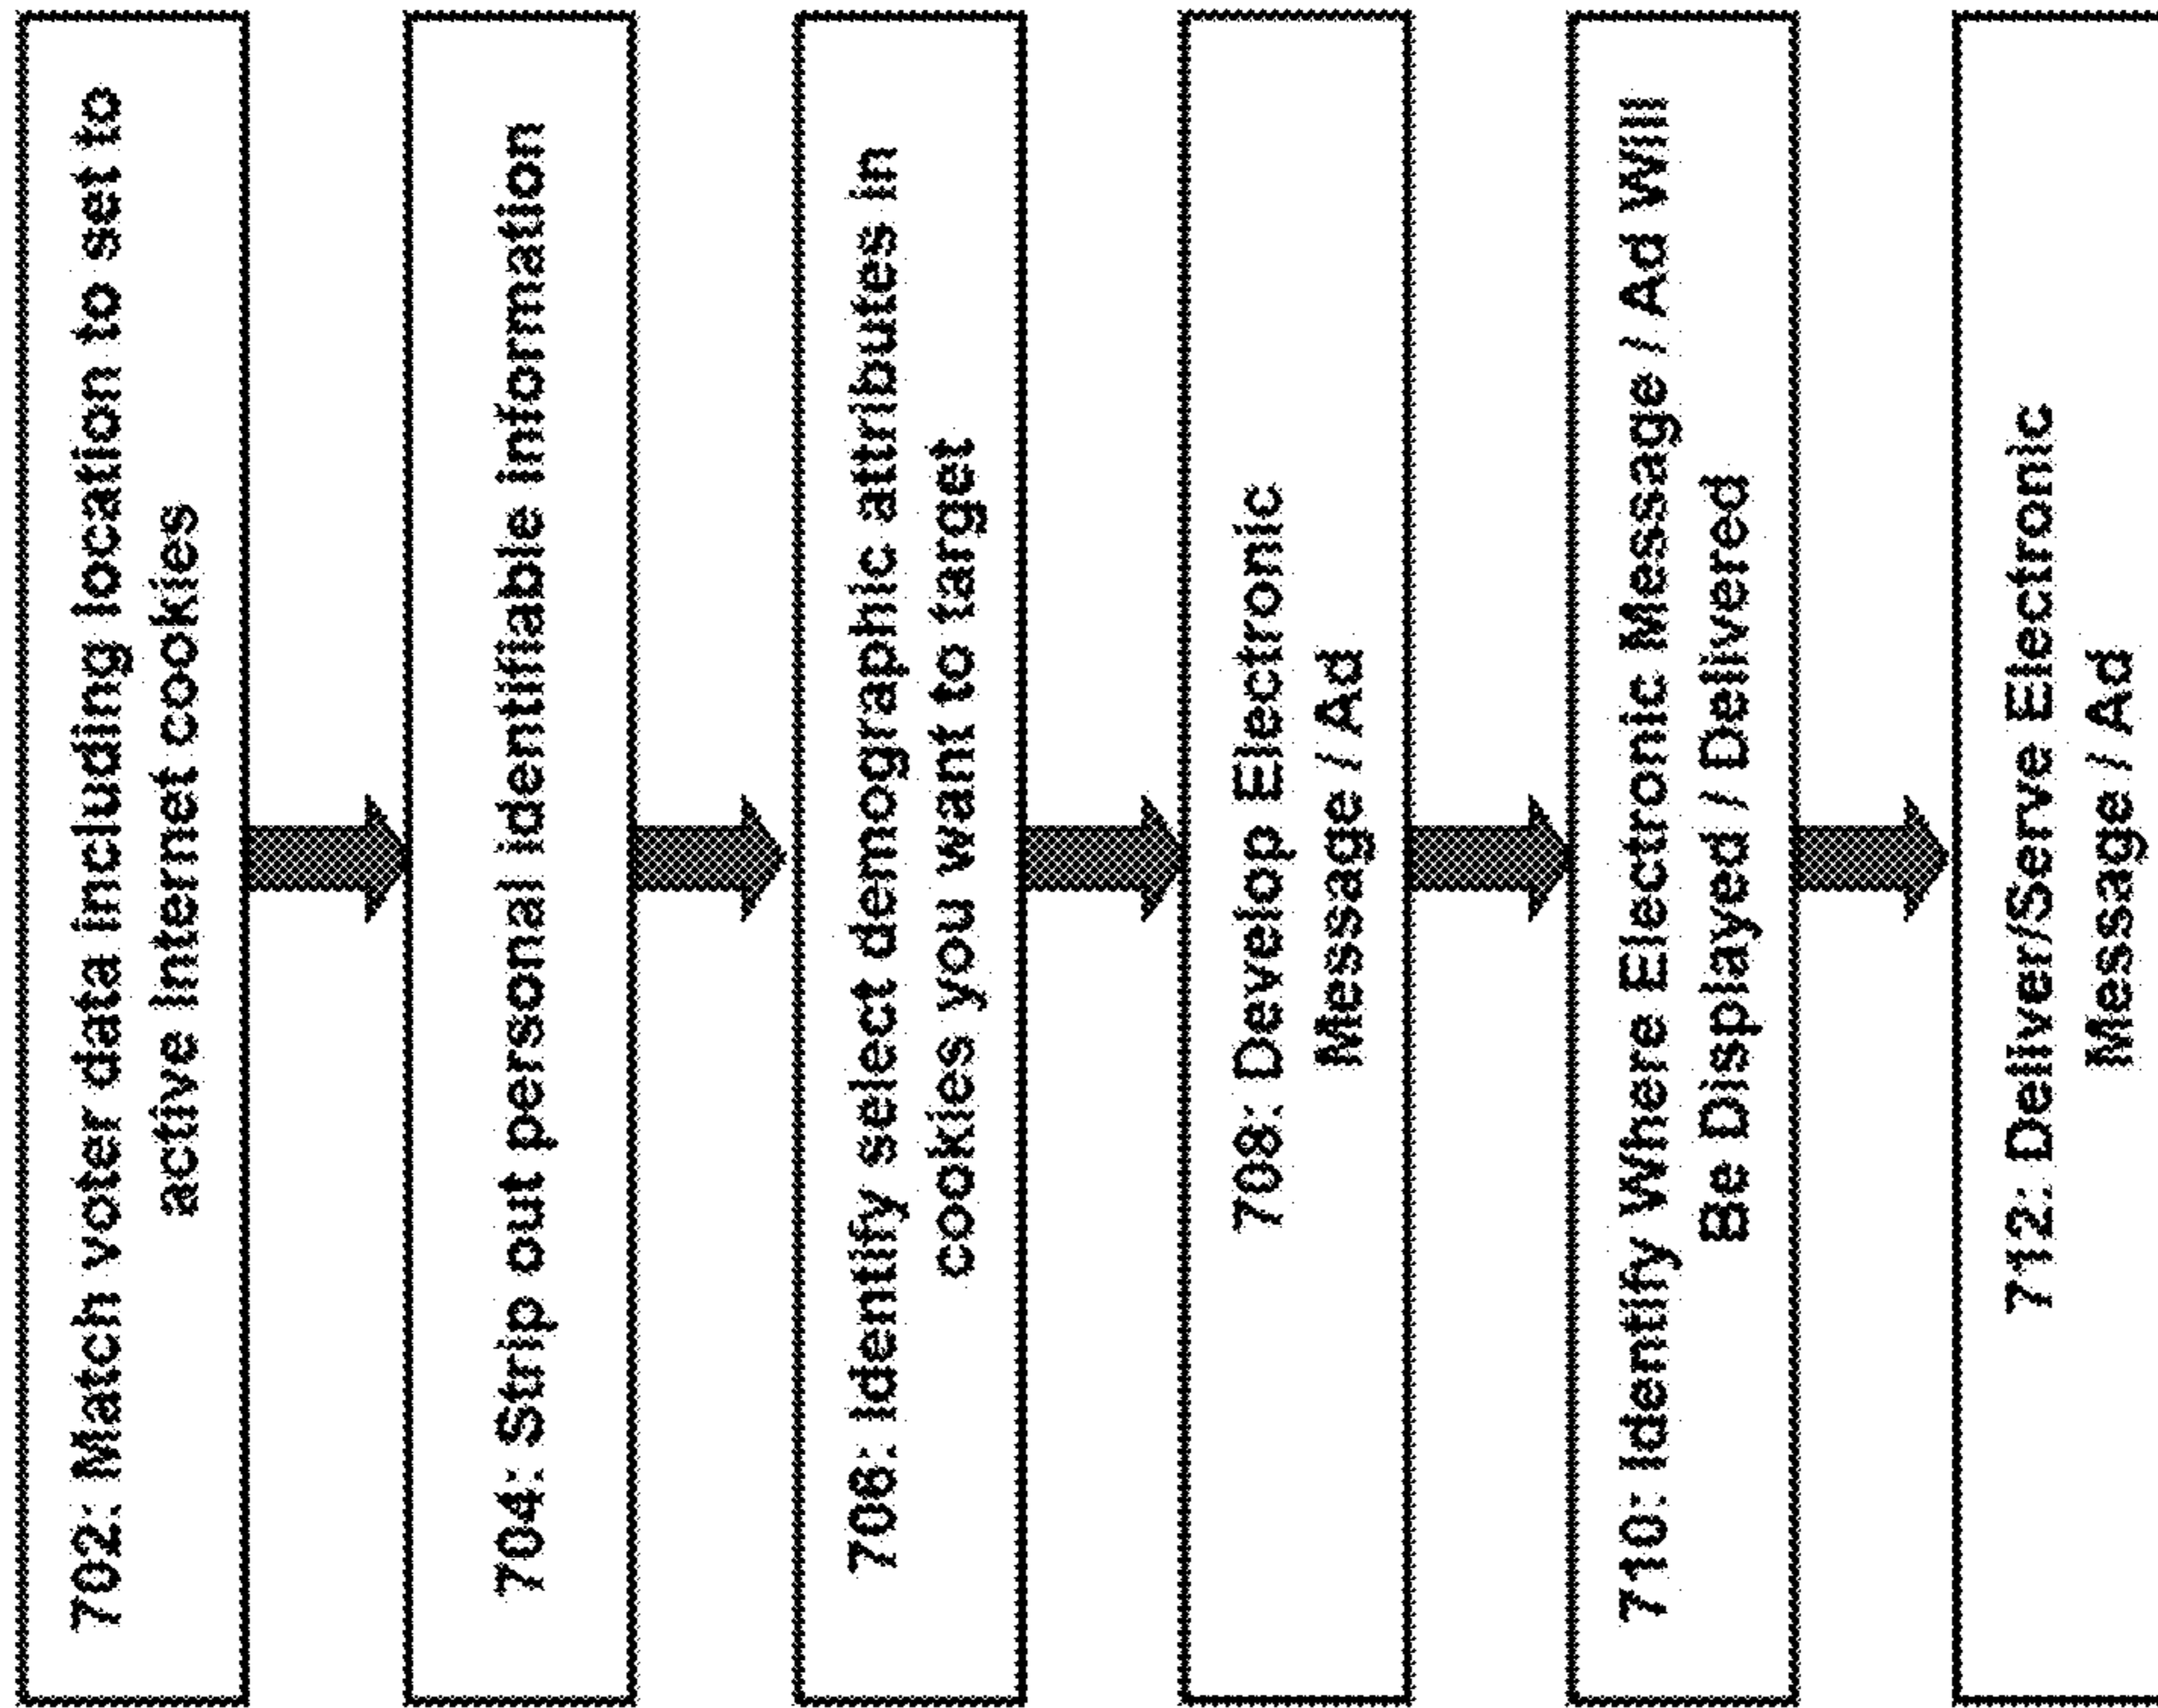 702: Match voter data including location to set to
active Internet cookies
704: Strip out personal identifiable information
706: Identify select demographic attributes in
cookies you want to target
708: Develop Electronic
Message / Ad
710: Identify Where Electronic Message / Ad Will
Be Displayed / Delivered
712: Deliver/Serve Electronic
Message / Ad